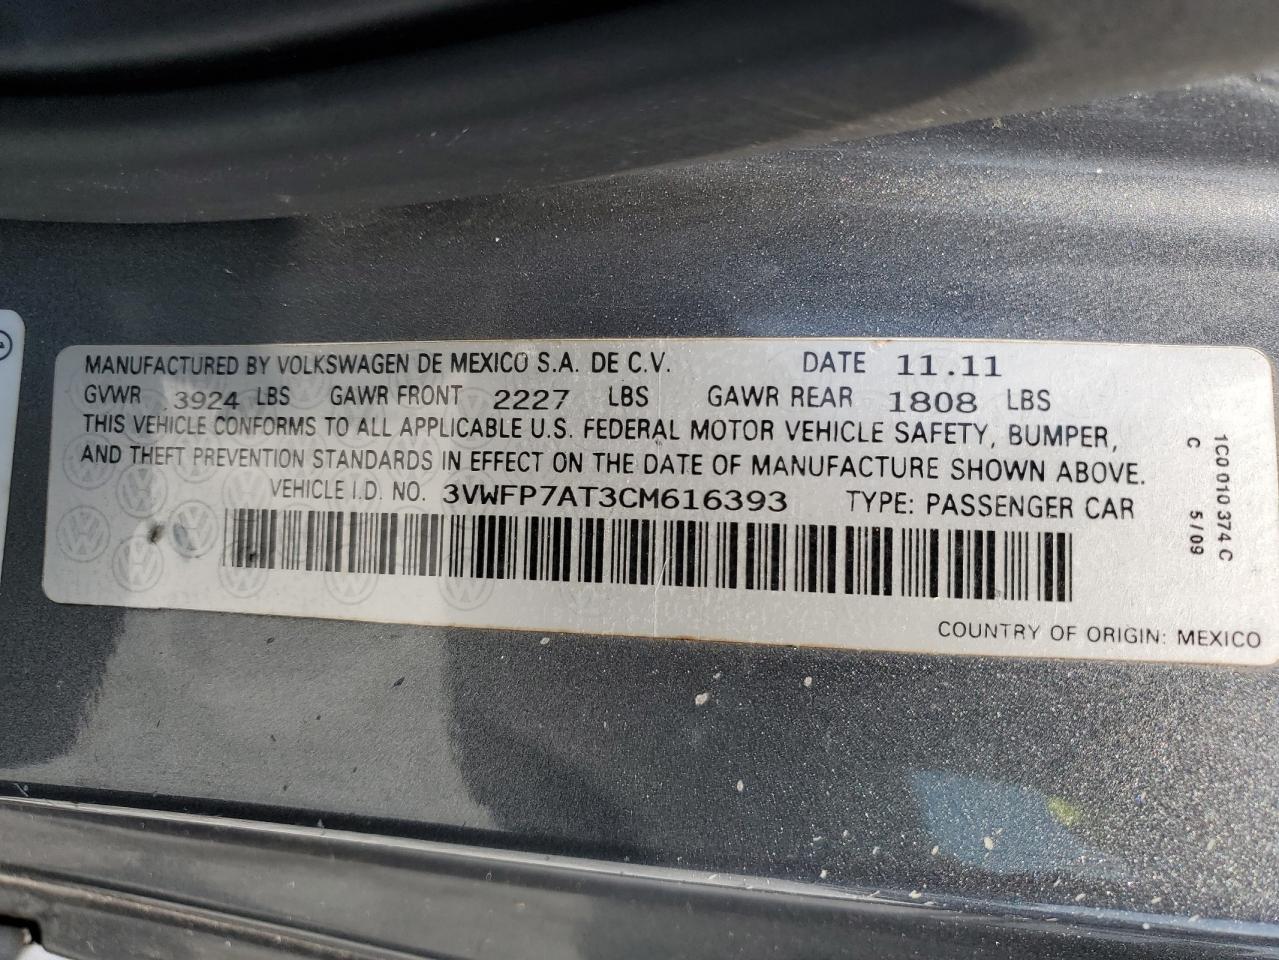 MANUFACTURED BY VOLKSWAGEN DE MEXICO S.A. DE C.V. DATE 11.11
GVWR 3924 LBS GAWR FRONT 2227 LBS GAWR REAR 1808 LBS
THIS VEHICLE CONFORMS TO ALL APPLICABLE U.S. FEDERAL MOTOR VEHICLE SAFETY, BUMPER,
AND THEFT PREVENTION STANDARDS IN EFFECT ON THE DATE OF MANUFACTURE SHOWN ABOVE.
VEHICLE I.D. NO. 3VWFP7AT3CM616393 TYPE: PASSENGER CAR
COUNTRY OF ORIGIN: MEXICO
1C0 010 374 C
C 5/09